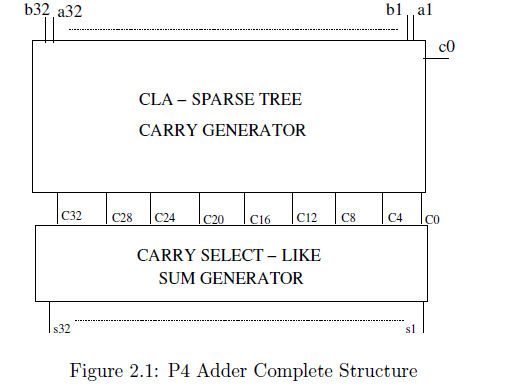 b32 a32 b1 a1
c0
CLA – SPARSE TREE
CARRY GENERATOR
C32 C28 C24 C20 C16 C12 C8 C4 C0
CARRY SELECT – LIKE
SUM GENERATOR
s32 s1
Figure 2.1: P4 Adder Complete Structure